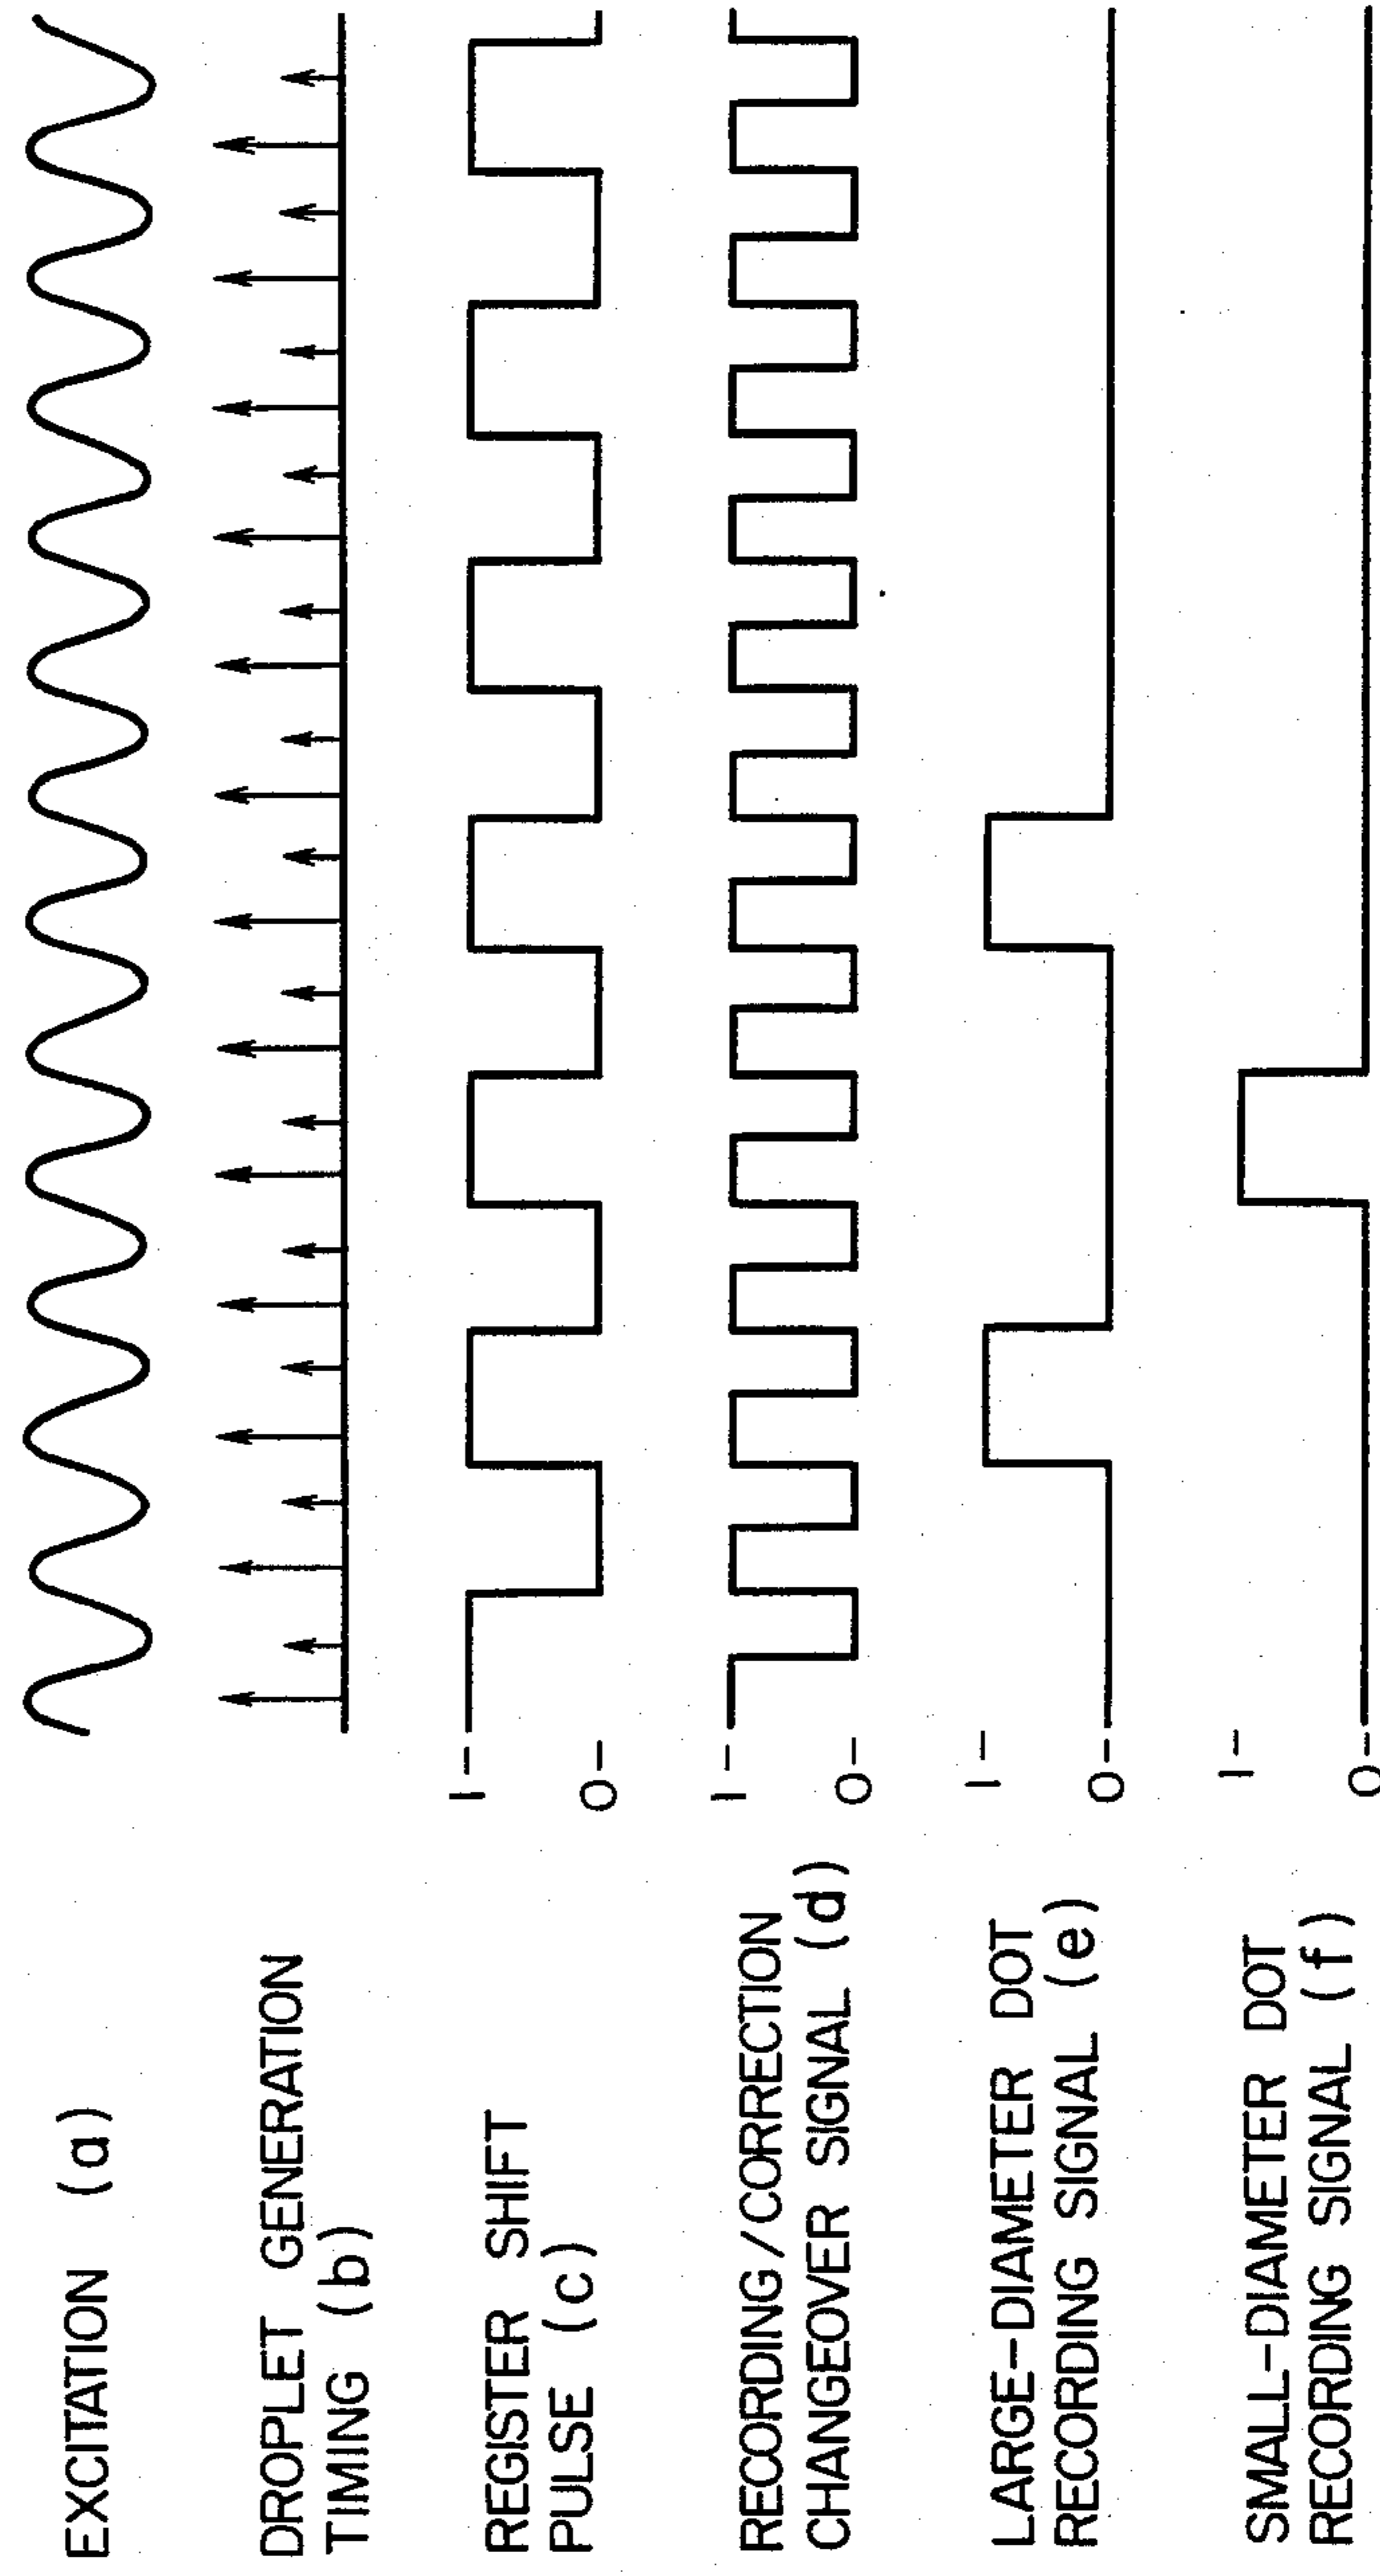 EXCITATION (a)
DROPLET GENERATION
TIMING (b)
REGISTER SHIFT
PULSE (c)
1-
0-
RECORDING/CORRECTION
CHANGEOVER SIGNAL (d)
1-
0-
LARGE-DIAMETER DOT
RECORDING SIGNAL (e)
1-
0-
SMALL-DIAMETER DOT
RECORDING SIGNAL (f)
1-
0-